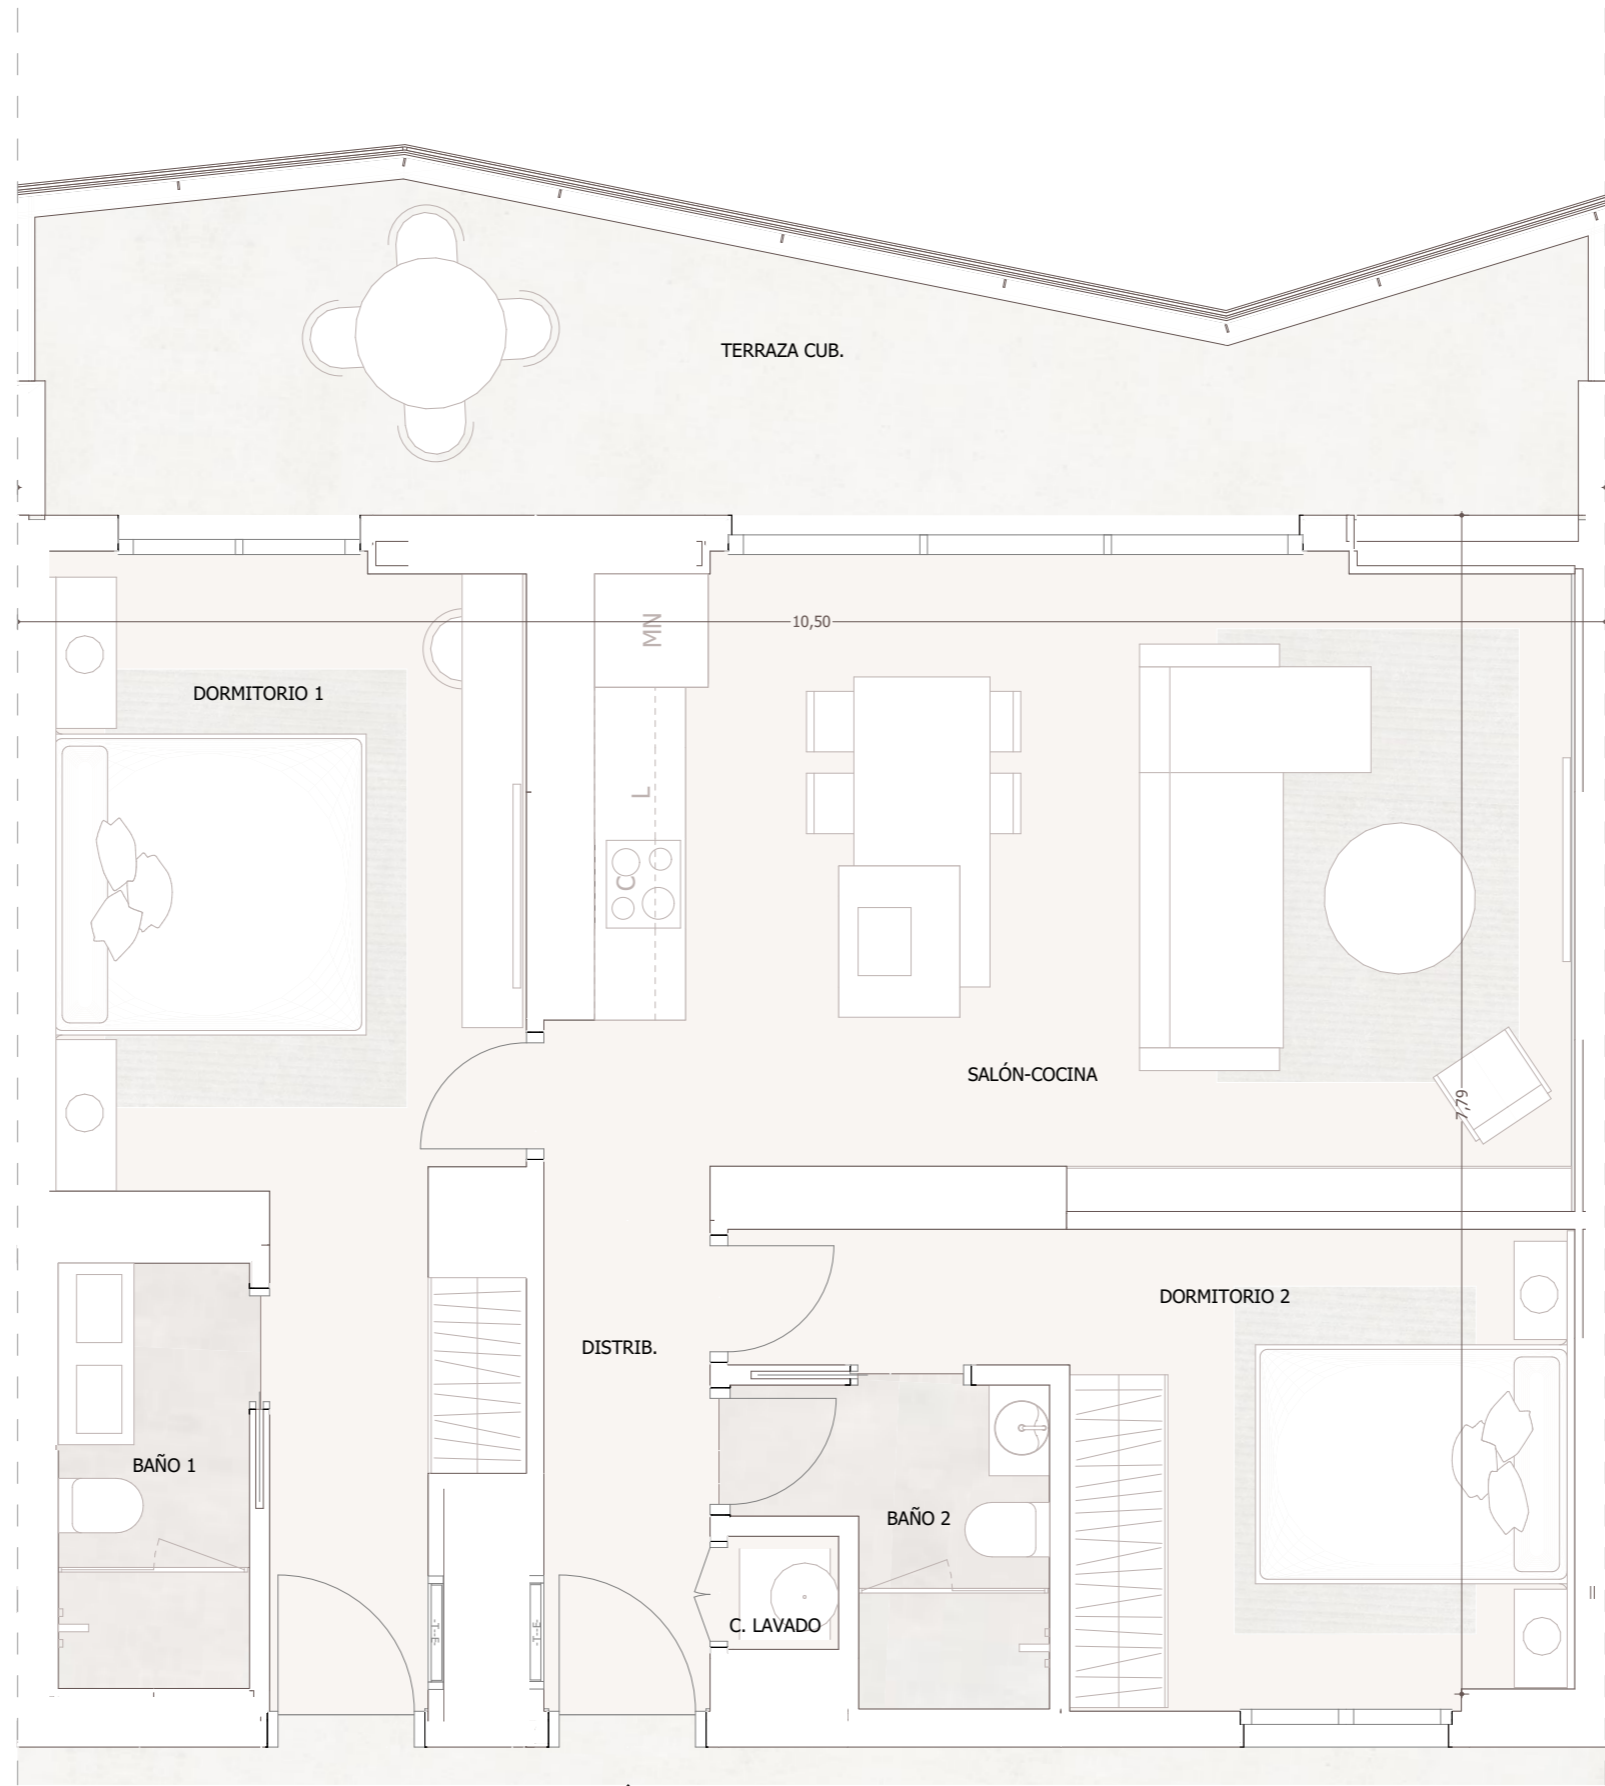 TERRAZA CUB.
10,50
MN
DORMITORIO 1
L
C
SALÓN-COCINA
7,79
DORMITORIO 2
DISTRIB.
BAÑO 1
BAÑO 2
C. LAVADO